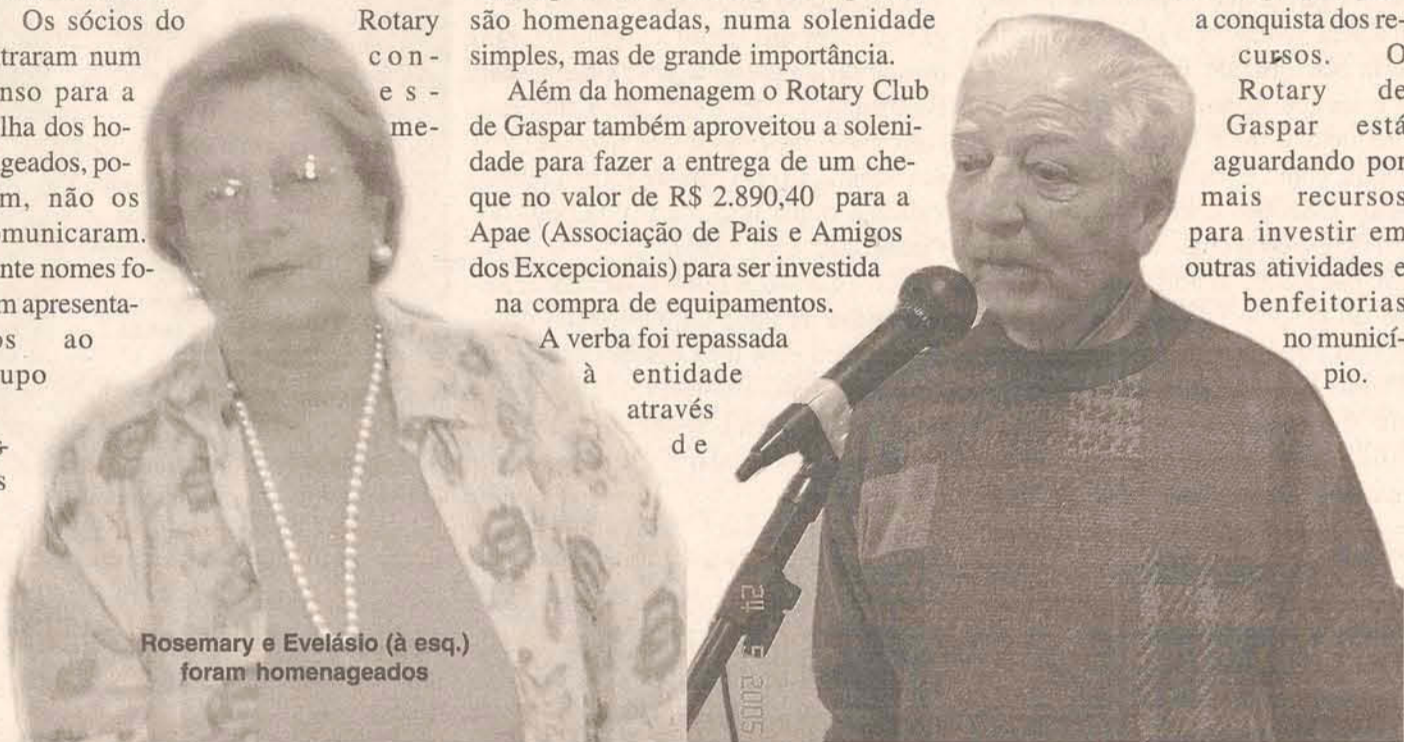 Os sócios do Rotary
traram num con-
nso para a es-
lha dos ho- me-
geados, po-
m, não os
municaram.
nte nomes fo-
m apresenta-
s ao
upo
s
são homenageadas, numa solenidade
simples, mas de grande importância.
Além da homenagem o Rotary Club
de Gaspar também aproveitou a soleni-
dade para fazer a entrega de um che-
que no valor de R$ 2.890,40 para a
Apae (Associação de Pais e Amigos
dos Excepcionais) para ser investida
na compra de equipamentos.
A verba foi repassada
à entidade
através
de
a conquista dos re-
cursos. O
Rotary de
Gaspar está
aguardando por
mais recursos
para investir em
outras atividades e
benfeitorias
no municí-
pio.
Rosemary e Evelásio (à esq.)
foram homenageados
24 5 2005